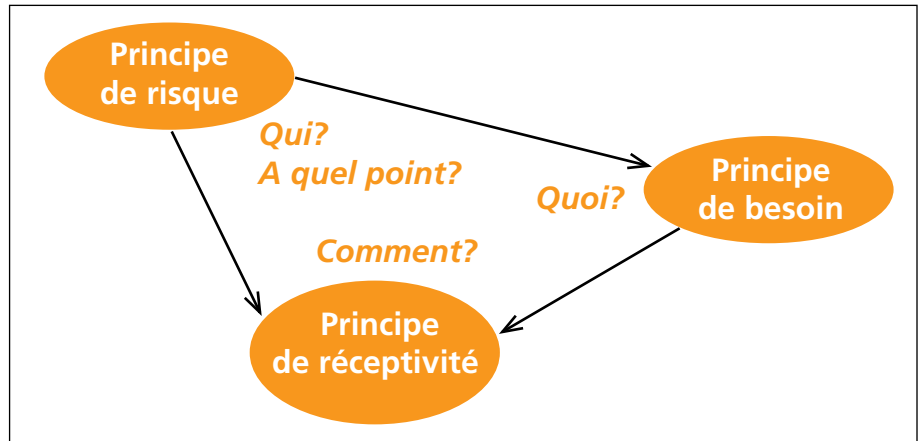 Principe
de risque
Qui?
A quel point?
Quoi?
Principe
de besoin
Comment?
Principe
de réceptivité